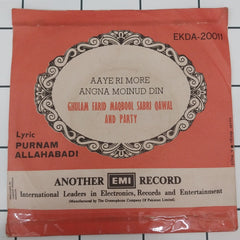 EKDA-20011
AAYE RI MORE
ANGNA MOINUD DIN
GHULAM FARID MAQBOOL SABRI QAWAL
AND PARTY
Lyric
PURNAM
ALLAHABADI
ANOTHER EMI RECORD
International Leaders in Electronics, Records and Entertainment
(Manufactured by The Gramophone Company Of Pakistan Limited)